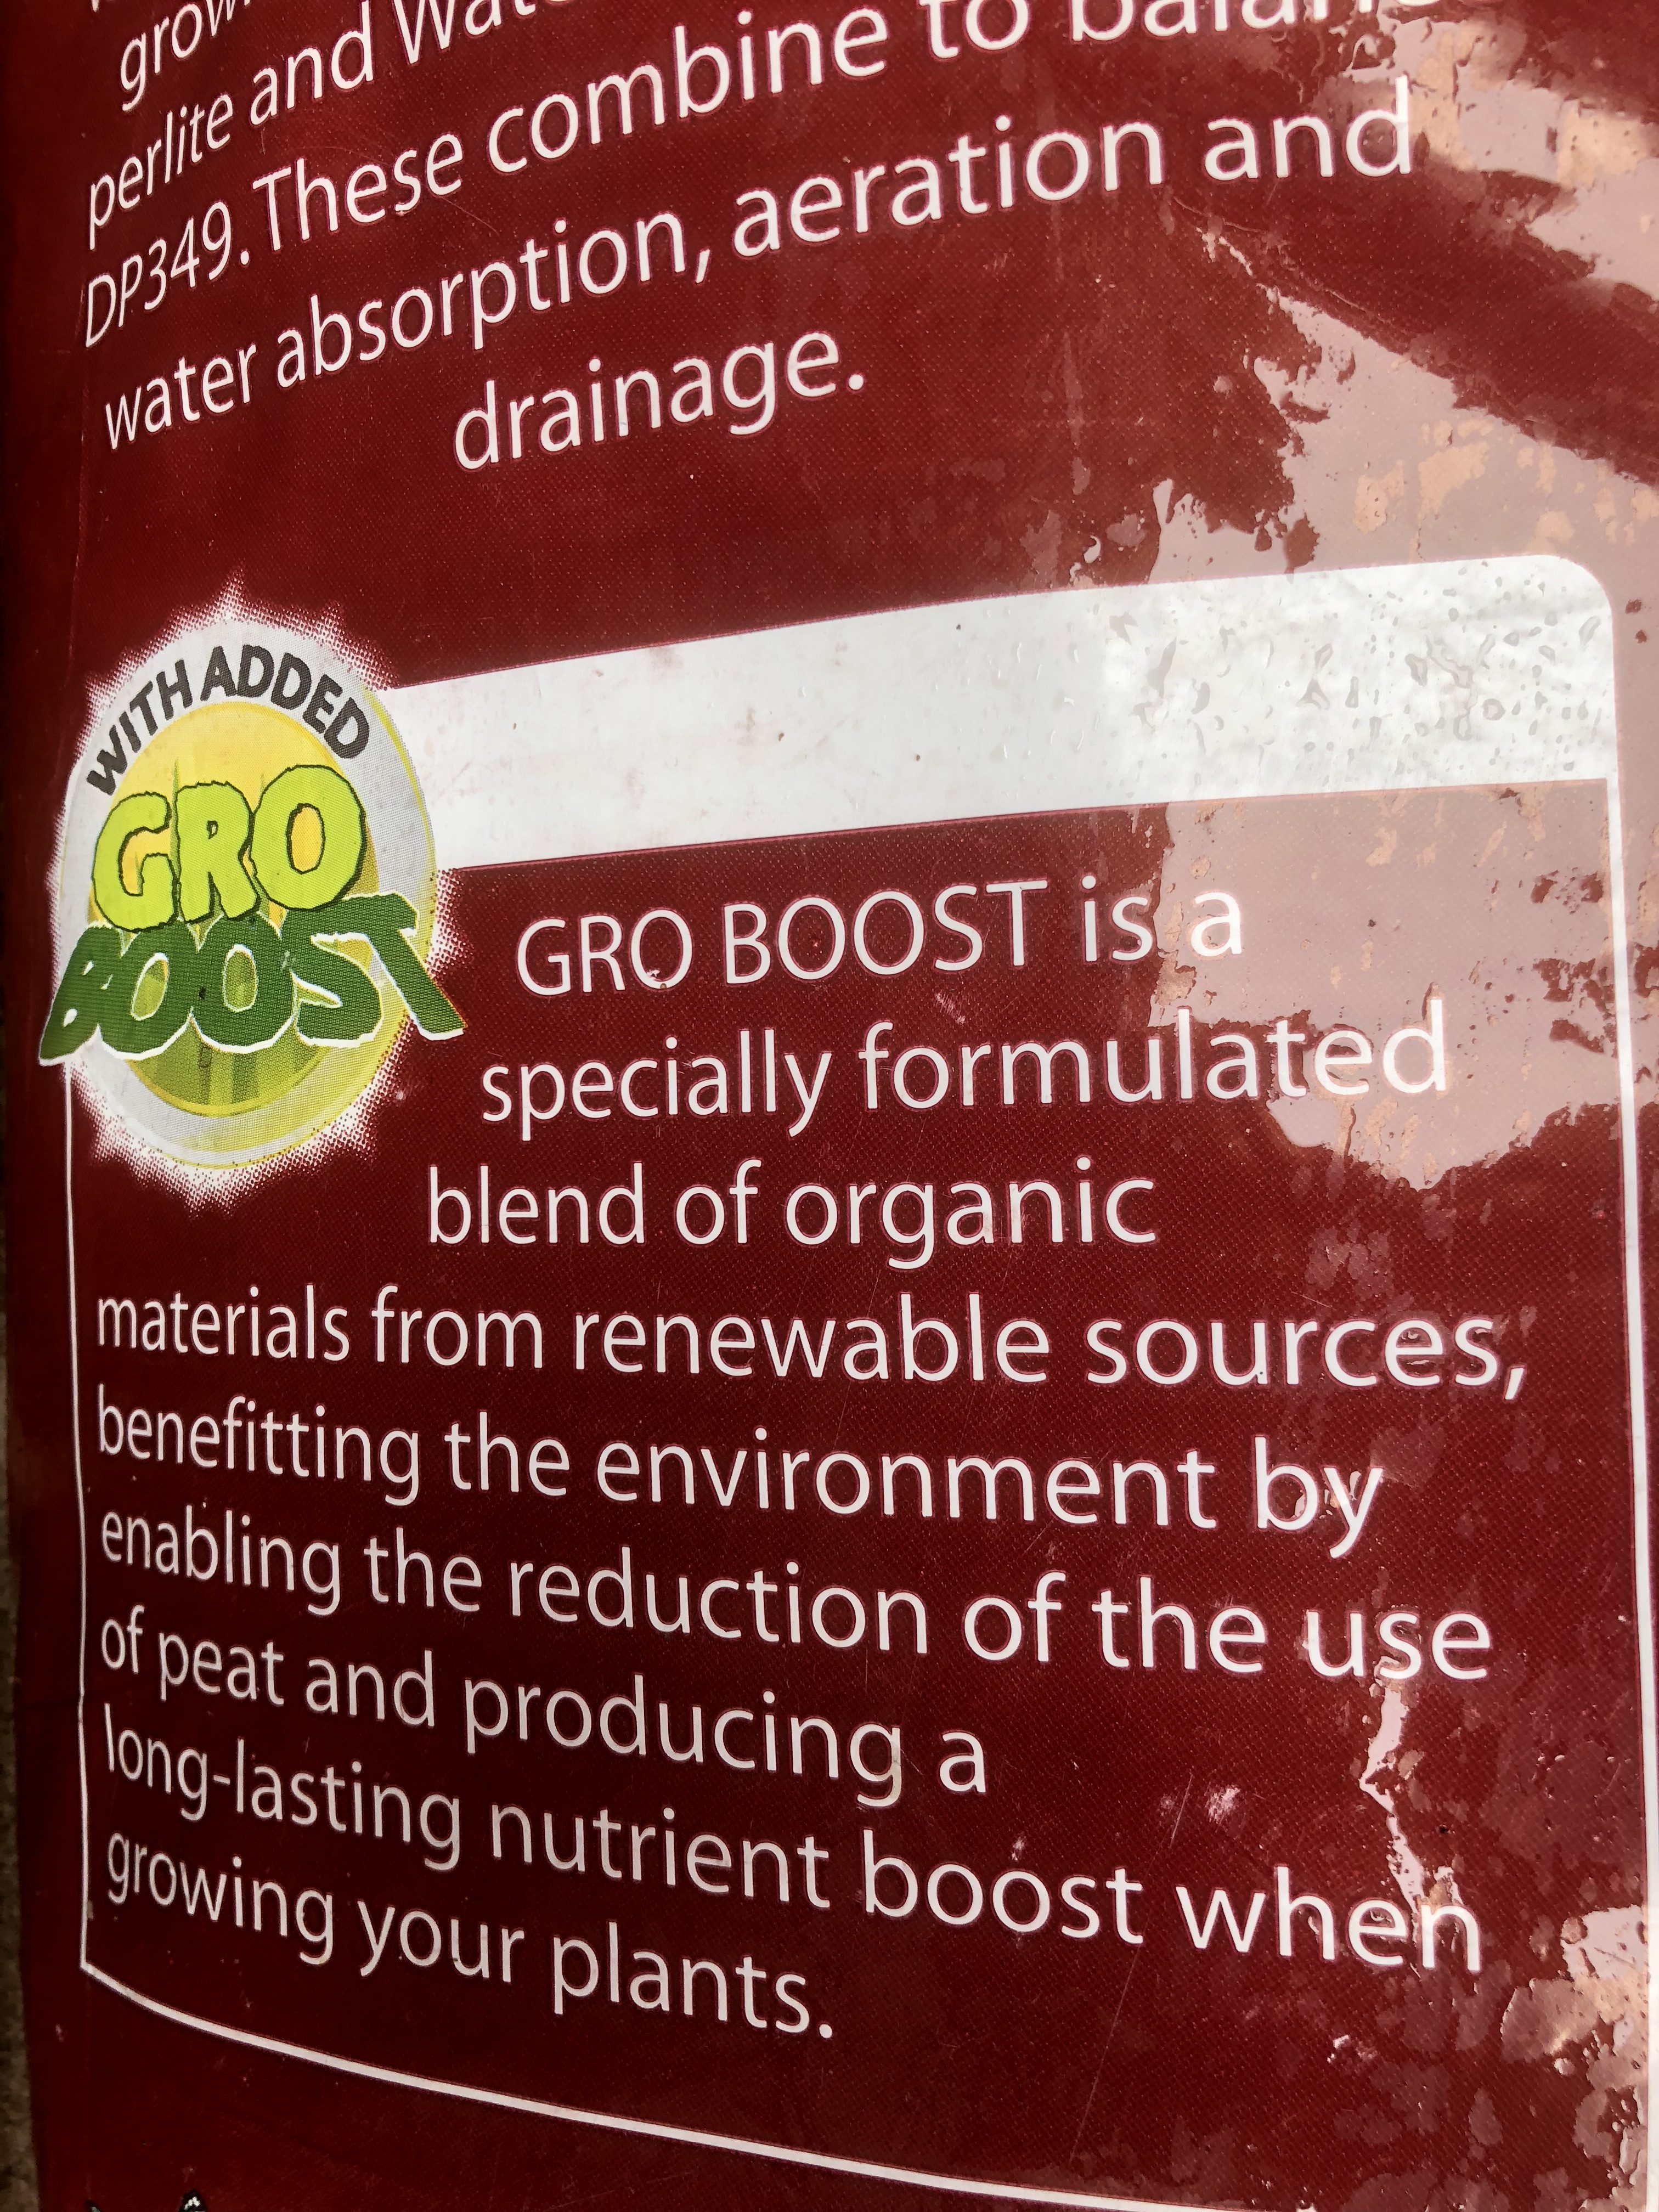 perlite and
DP349. These combine to
water absorption, aeration and
drainage.
WITH ADDED
GRO
BOOST
GRO BOOST is a
specially formulated
blend of organic
materials from renewable sources,
benefitting the environment by
enabling the reduction of the use
of peat and producing a
long-lasting nutrient boost when
growing your plants.